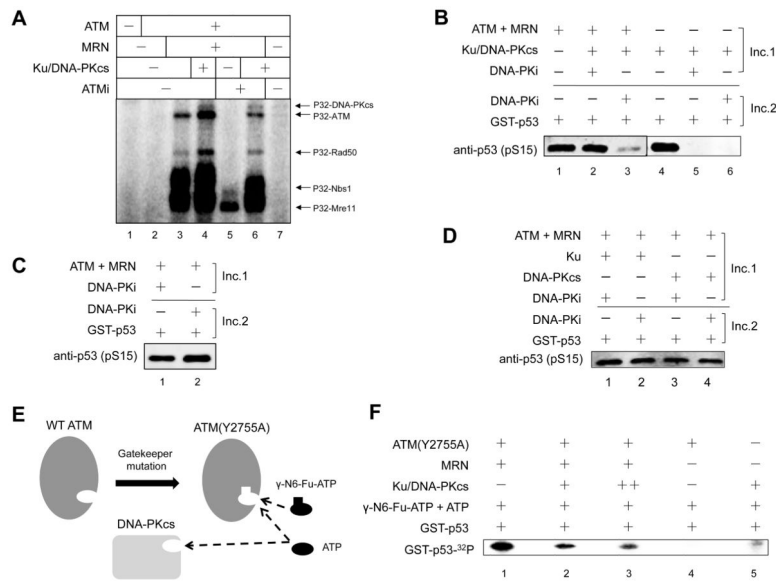 A
ATM − +
MRN − + −
Ku/DNA-PKcs − + − +
ATMi − + −
P32-DNA-PKcs
P32-ATM
P32-Rad50
P32-Nbs1
P32-Mre11
1 2 3 4 5 6 7
B
ATM + MRN + + + − − −
Ku/DNA-PKcs − + + + + +
DNA-PKi − + − − + −
Inc.1
DNA-PKi − − + − − +
GST-p53 + + + + + +
Inc.2
anti-p53 (pS15)
1 2 3 4 5 6
C
ATM + MRN + +
DNA-PKi + −
Inc.1
DNA-PKi − +
GST-p53 + +
Inc.2
anti-p53 (pS15)
1 2
D
ATM + MRN + + + +
Ku + + − −
DNA-PKcs − − + +
DNA-PKi + − + −
Inc.1
DNA-PKi − + − +
GST-p53 + + + +
Inc.2
anti-p53 (pS15)
1 2 3 4
E
WT ATM
Gatekeeper
mutation
ATM(Y2755A)
γ-N6-Fu-ATP
DNA-PKcs
ATP
F
ATM(Y2755A) + + + + −
MRN + + + − −
Ku/DNA-PKcs − + ++ − +
γ-N6-Fu-ATP + ATP + + + + +
GST-p53 + + + + +
GST-p53-³²P
1 2 3 4 5